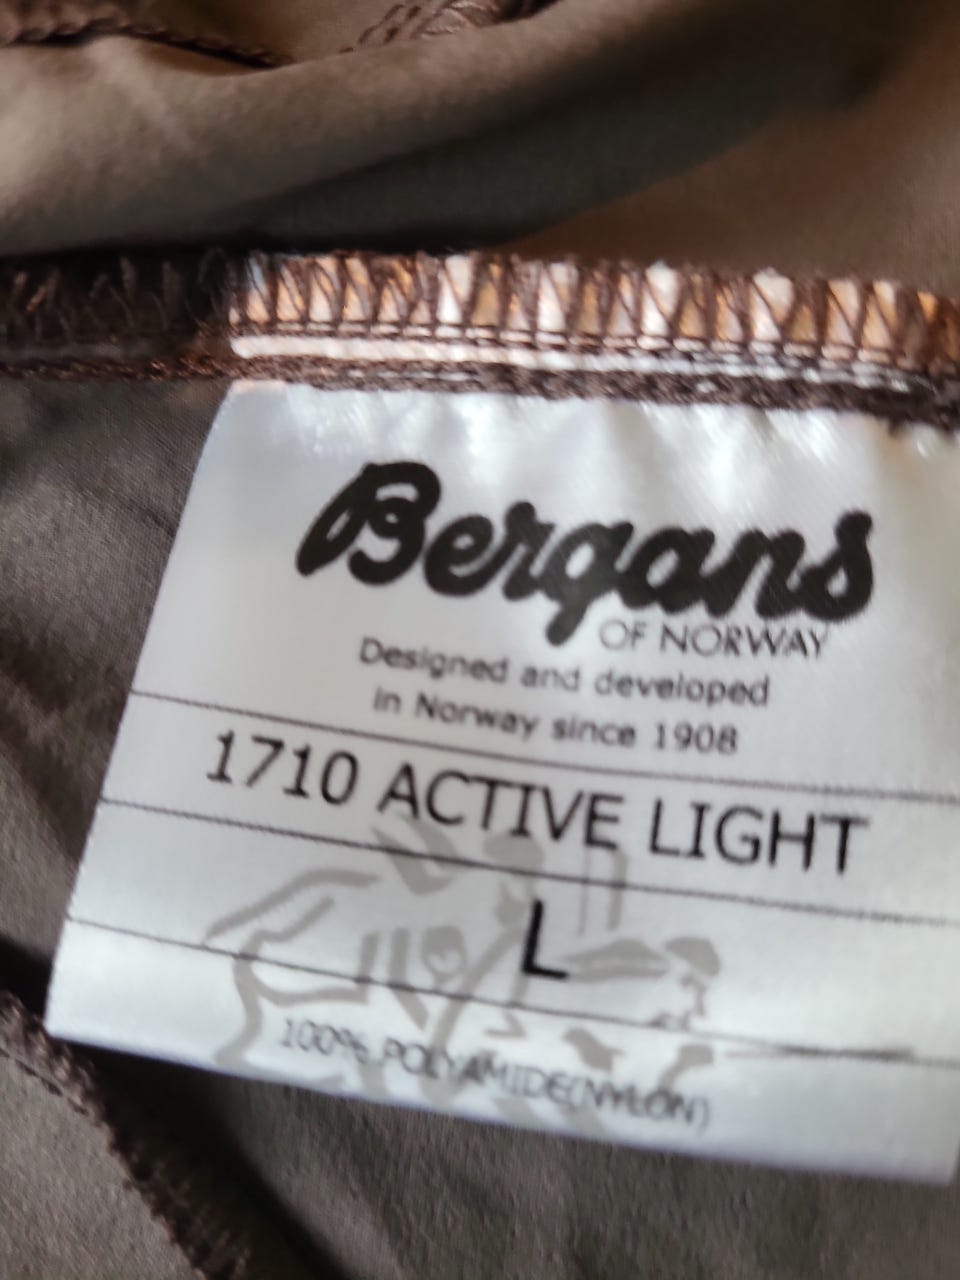 Bergans
OF NORWAY
Designed and developed
in Norway since 1908
1710 ACTIVE LIGHT
L
100% POLYAMIDE(NYLON)